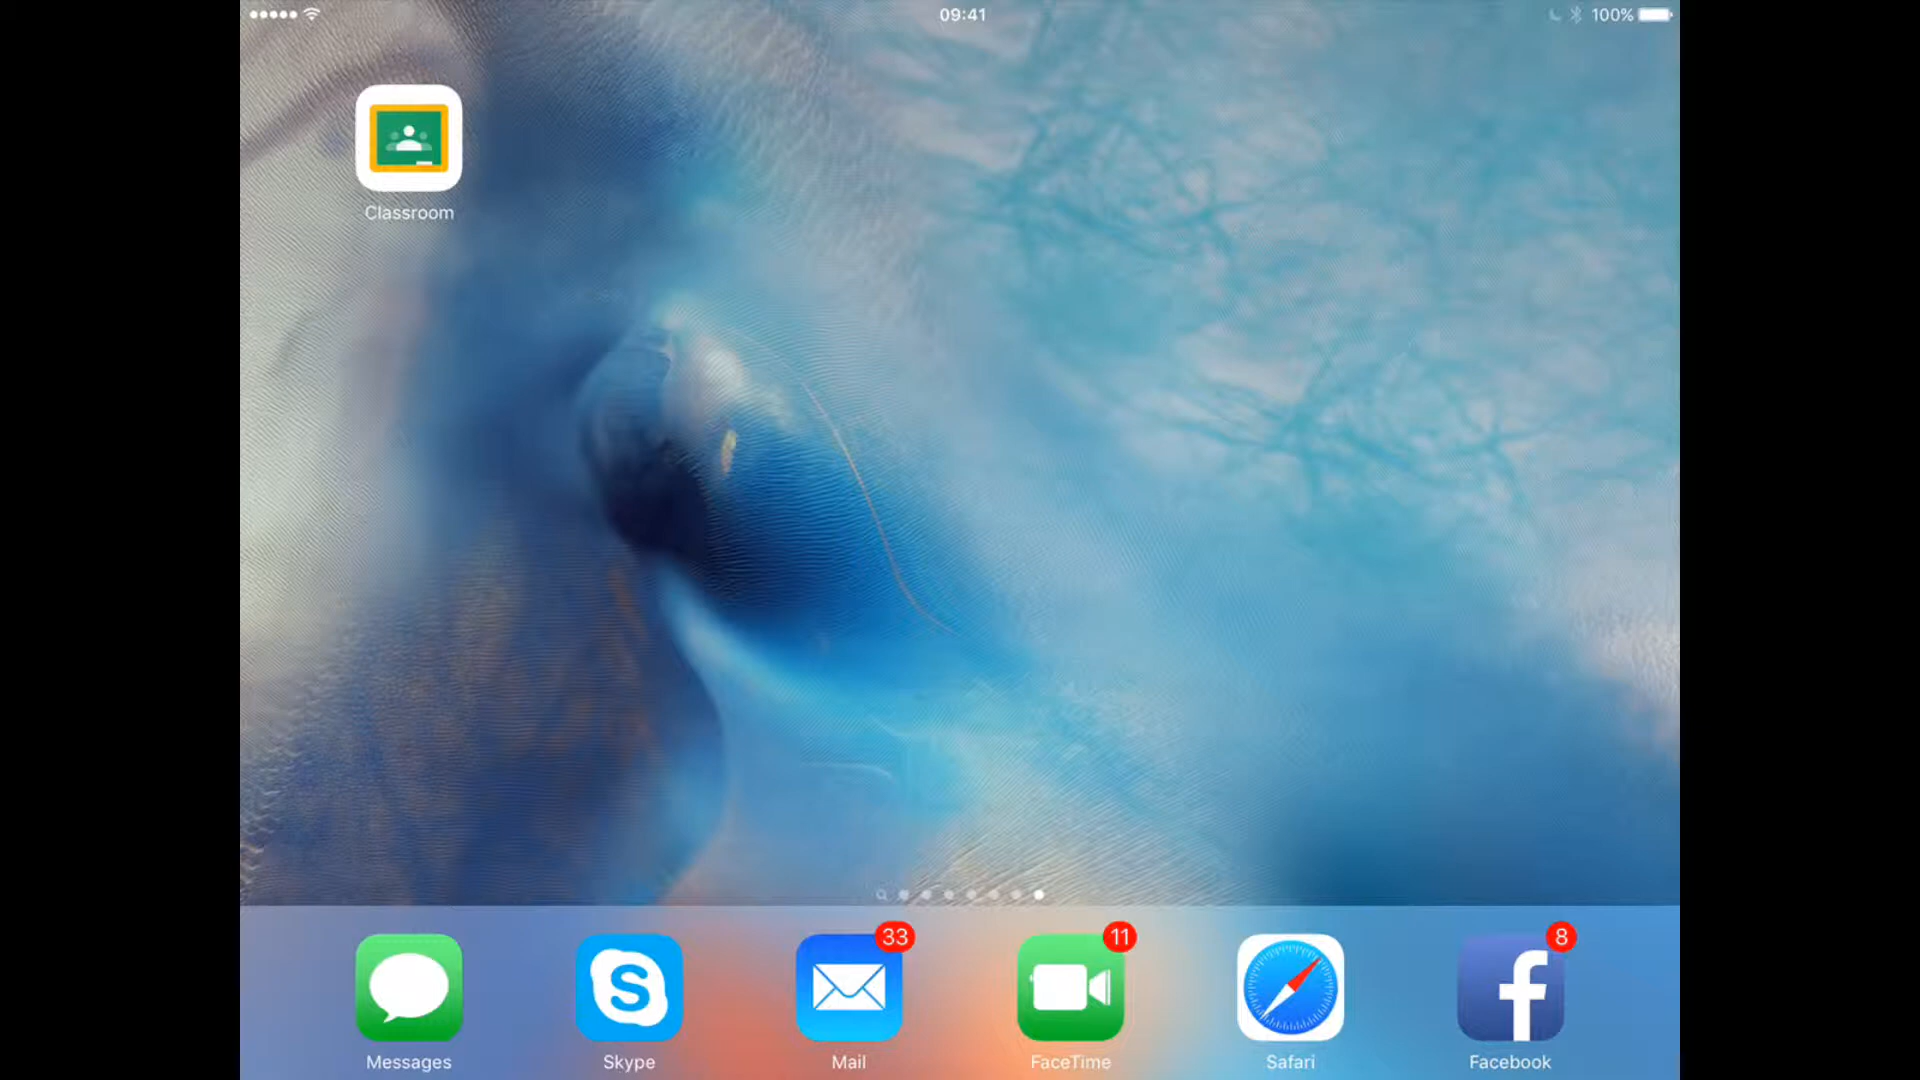 09:41
100%
Classroom
33
11
8
Messages
Skype
Mail
FaceTime
Safari
Facebook